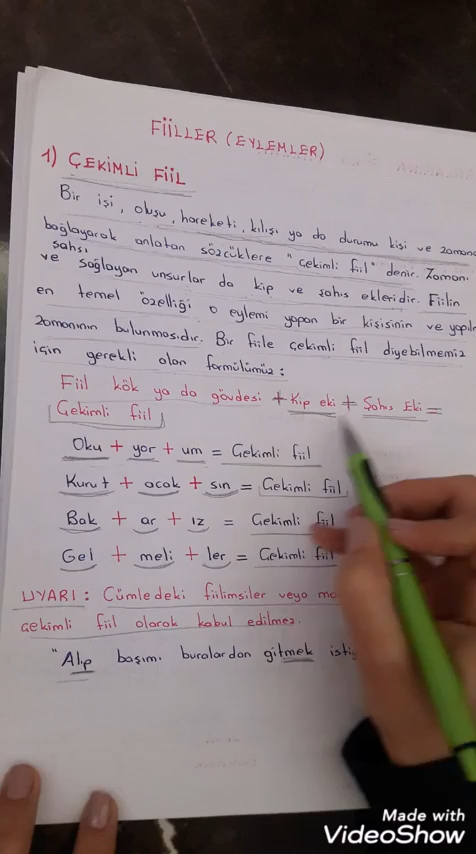 FİİLLER (EYLEMLER)
1) ÇEKİMLİ FİİL
Bir işi, oluşu, hareketi, kılışı ya da durumu kişi ve zamana
bağlayarak anlatan sözcüklere "çekimli fiil" denir. Zamanı
şahsı
ve sağlayan unsurlar da kip ve şahıs ekleridir. Fiilin
en temel özelliği o eylemi yapan bir kişisinin ve
zamanının bulunmasıdır. Bir fiile çekimli fiil diyebilmemiz
için gerekli olan formülümüz:
Fiil kök ya da gövdesi + Kip eki + Şahıs Eki =
Çekimli fiil
Oku + yor + um = Çekimli fiil
Kurut + acak + sın = Çekimli fiil
Bak + ar + ız = Çekimli fiil
Gel + meli + ler = Çekimli fiil
UYARI: Cümledeki fiilimsiler veya
çekimli fiil olarak kabul edilmez.
"Alıp başımı buralardan gitmek
Made with
VideoShow